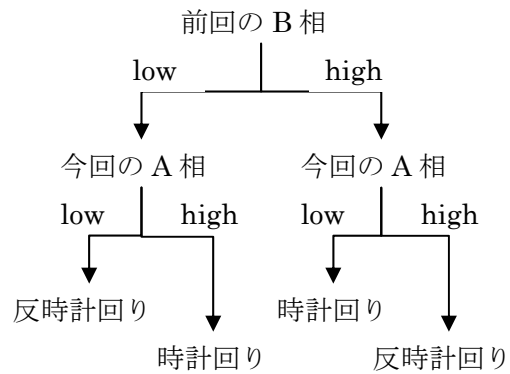 前回の B 相
low high
今回の A 相 今回の A 相
low high low high
反時計回り 時計回り
時計回り 反時計回り